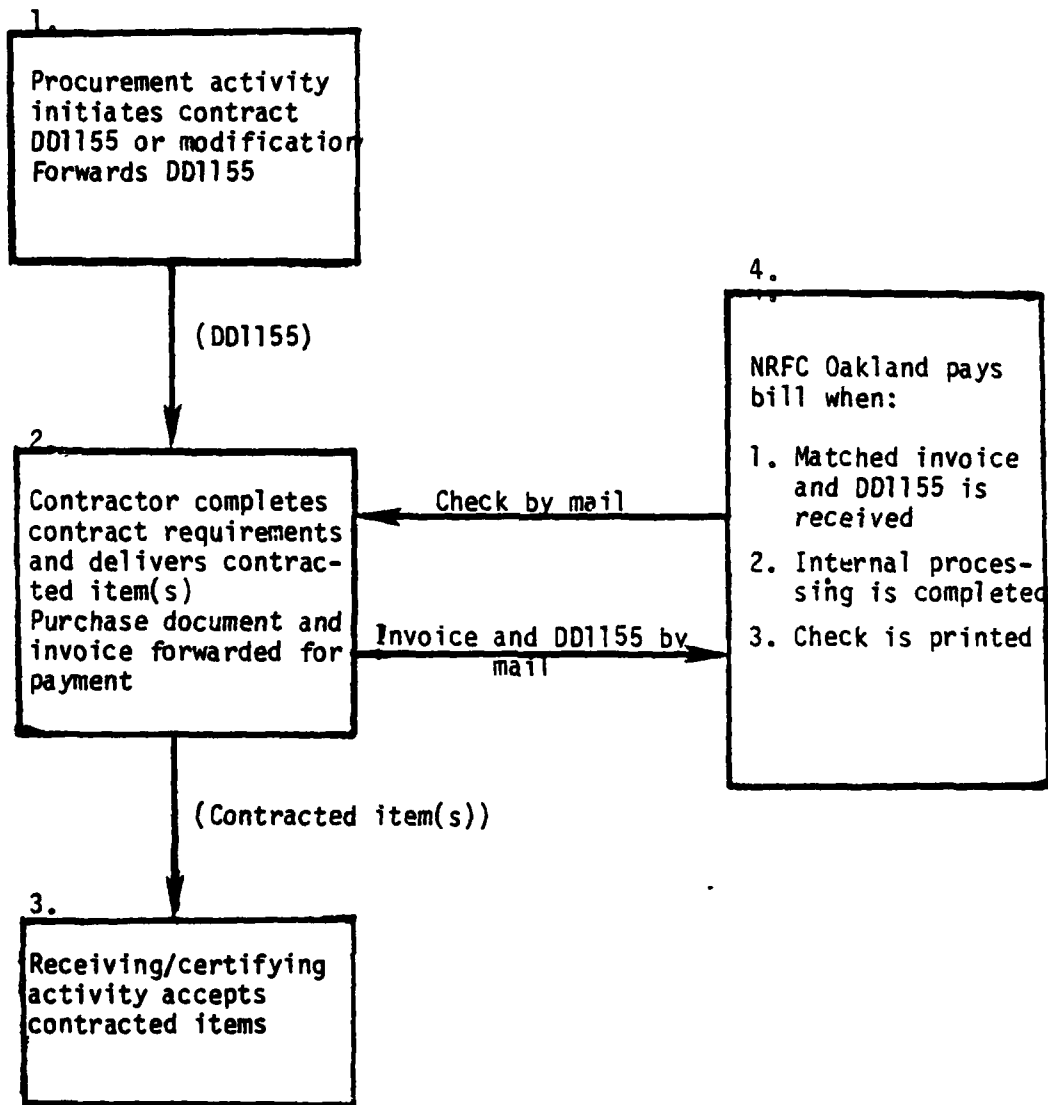 1.
Procurement activity
initiates contract
DD1155 or modification
Forwards DD1155
(DD1155)
2.
Contractor completes
contract requirements
and delivers contrac-
ted item(s)
Purchase document and
invoice forwarded for
payment
Check by mail
Invoice and DD1155 by
mail
(Contracted item(s))
3.
Receiving/certifying
activity accepts
contracted items
4.
NRFC Oakland pays
bill when:
1. Matched invoice
and DD1155 is
received
2. Internal proces-
sing is completed
3. Check is printed